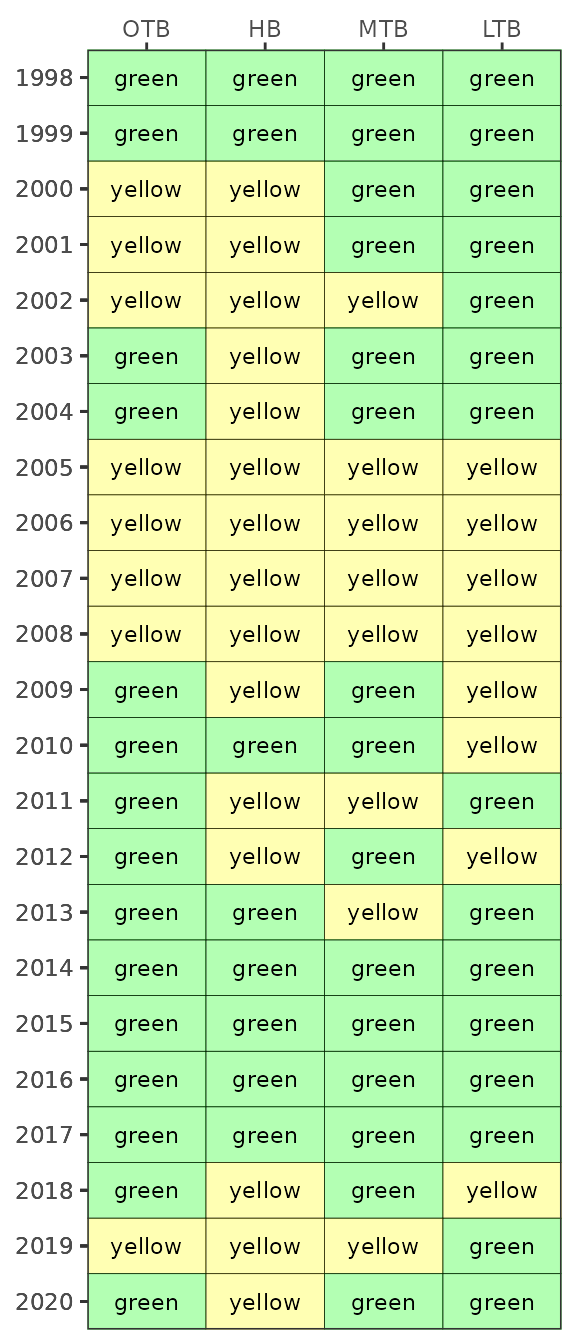 OTB HB MTB LTB
1998 green green green green
1999 green green green green
2000 yellow yellow green green
2001 yellow yellow green green
2002 yellow yellow yellow green
2003 green yellow green green
2004 green yellow green green
2005 yellow yellow yellow yellow
2006 yellow yellow yellow yellow
2007 yellow yellow yellow yellow
2008 yellow yellow yellow yellow
2009 green yellow green yellow
2010 green green green yellow
2011 green yellow yellow green
2012 green yellow green yellow
2013 green green yellow green
2014 green green green green
2015 green green green green
2016 green green green green
2017 green green green green
2018 green yellow green yellow
2019 yellow yellow yellow green
2020 green yellow green green